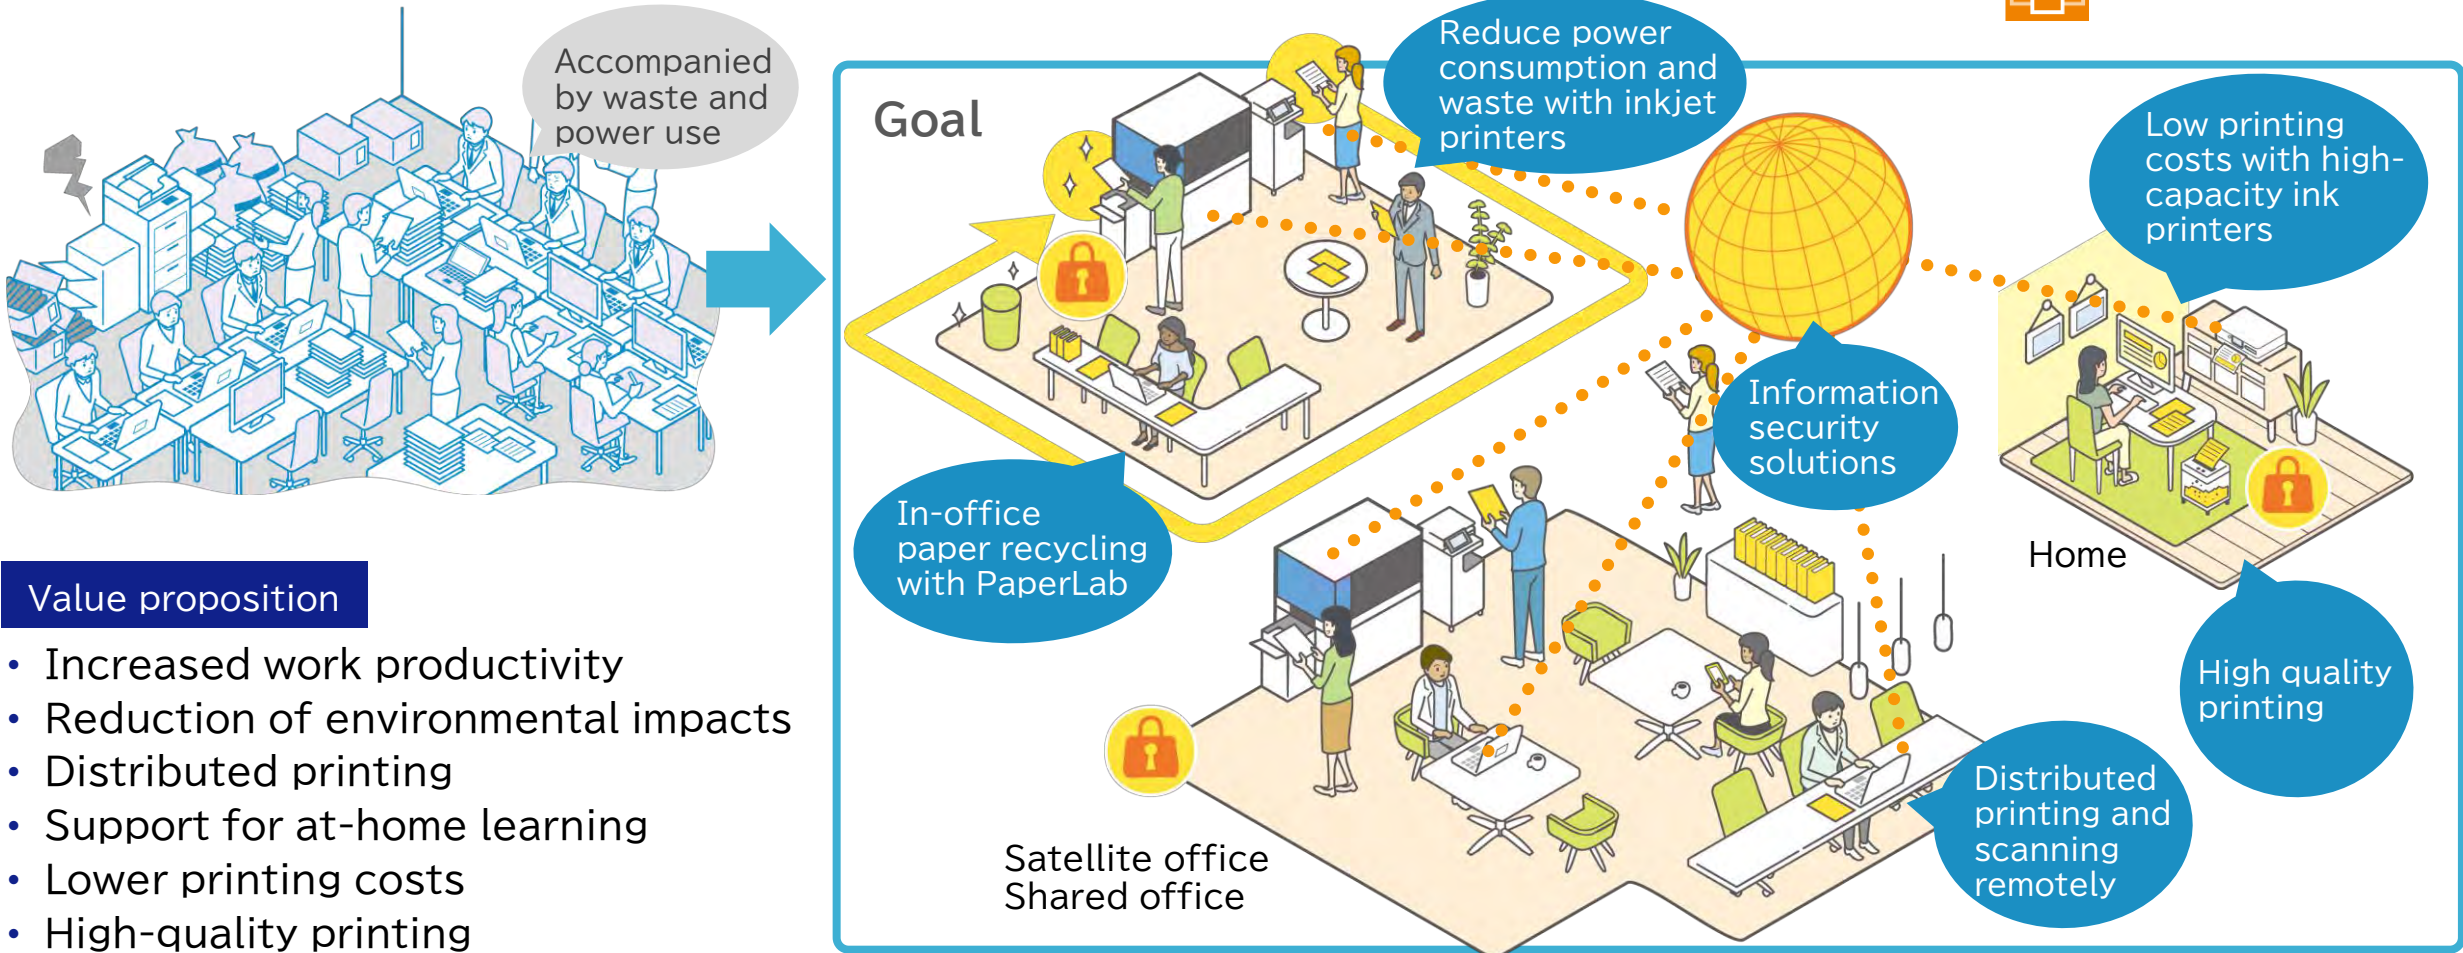 Accompanied
by waste and
power use
Goal
Reduce power
consumption and
waste with inkjet
printers
Low printing
costs with high-
capacity ink
printers
Information
security
solutions
In-office
paper recycling
with PaperLab
Home
High quality
printing
Distributed
printing and
scanning
remotely
Satellite office
Shared office
Value proposition
• Increased work productivity
• Reduction of environmental impacts
• Distributed printing
• Support for at-home learning
• Lower printing costs
• High-quality printing